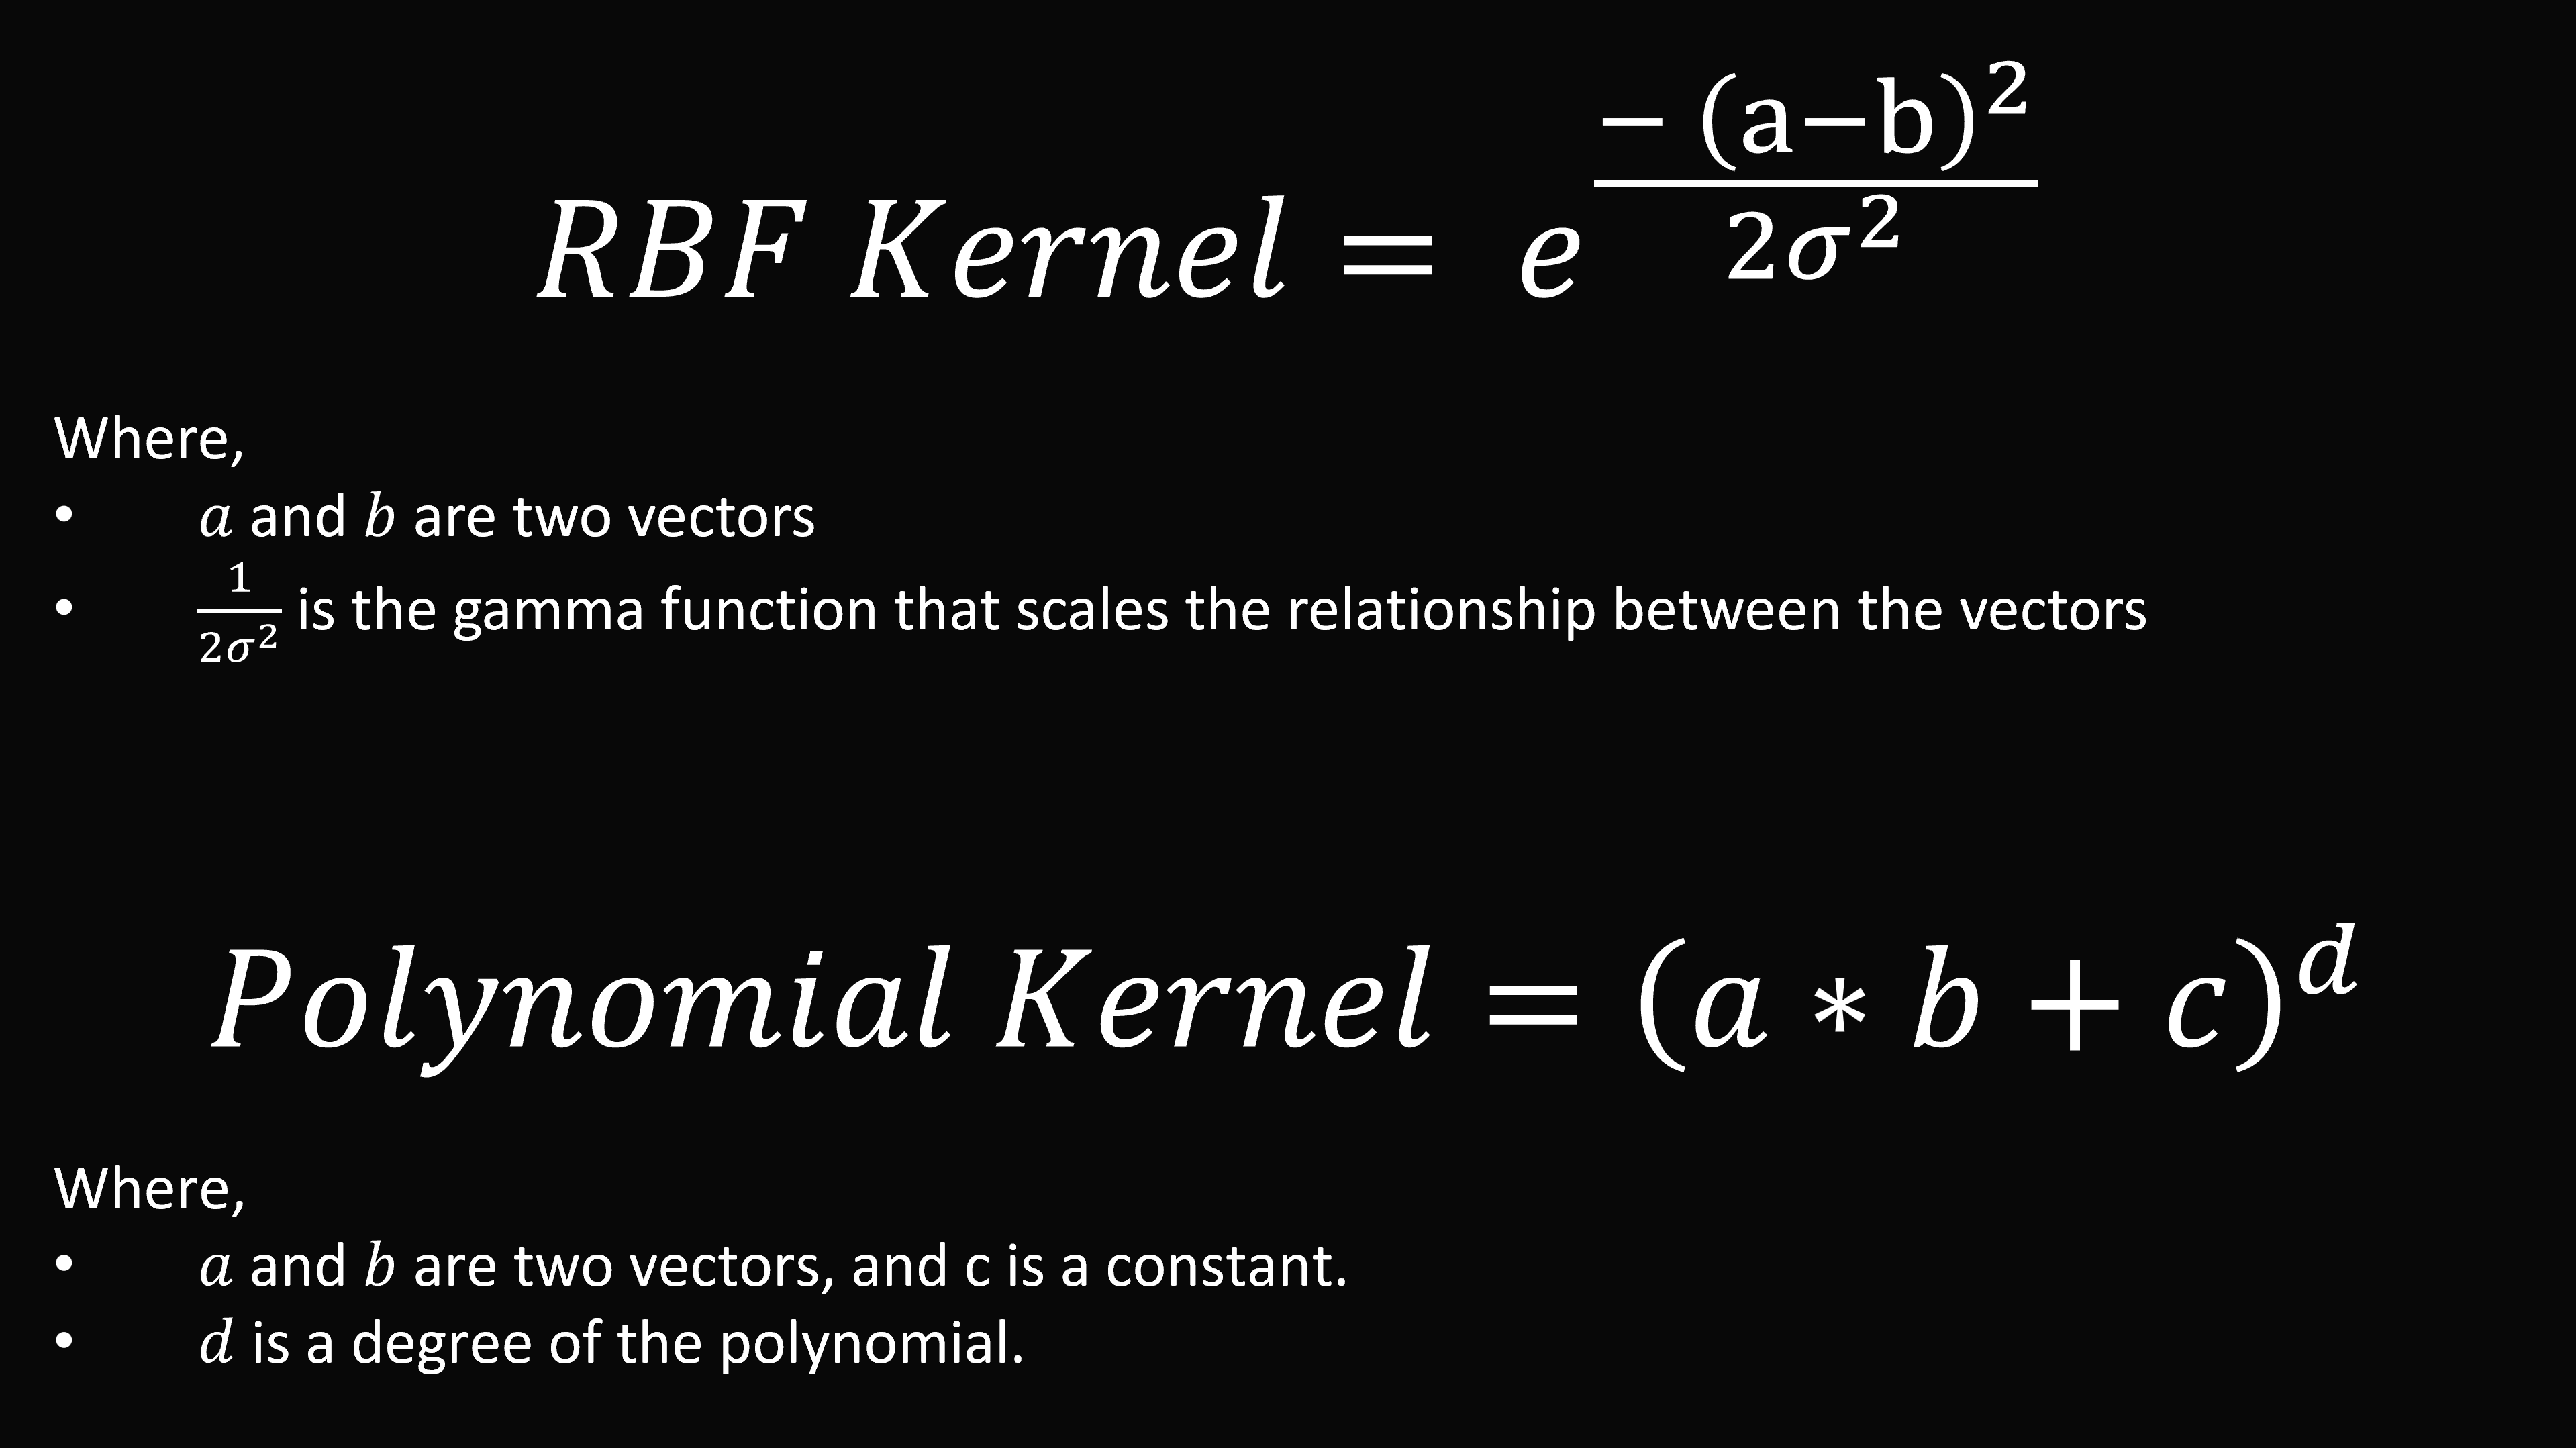 RBF Kernel = e^(− (a−b)² / 2σ²)
Where,
• a and b are two vectors
• 1/2σ² is the gamma function that scales the relationship between the vectors
Polynomial Kernel = (a * b + c)^d
Where,
• a and b are two vectors, and c is a constant.
• d is a degree of the polynomial.